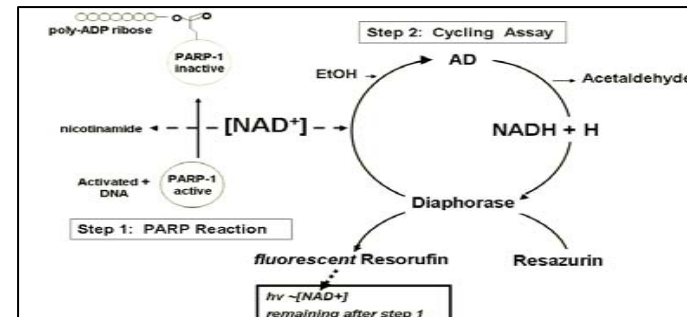 poly-ADP ribose
PARP-1
inactive
nicotinamide
[NAD+]
Activated +
DNA
PARP-1
active
Step 1: PARP Reaction
Step 2: Cycling Assay
EtOH
AD
Acetaldehyde
NADH + H
Diaphorase
fluorescent Resorufin
Resazurin
hv ~[NAD+]
remaining after step 1